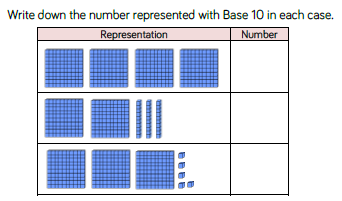 Write down the number represented with Base 10 in each case.
Representation Number